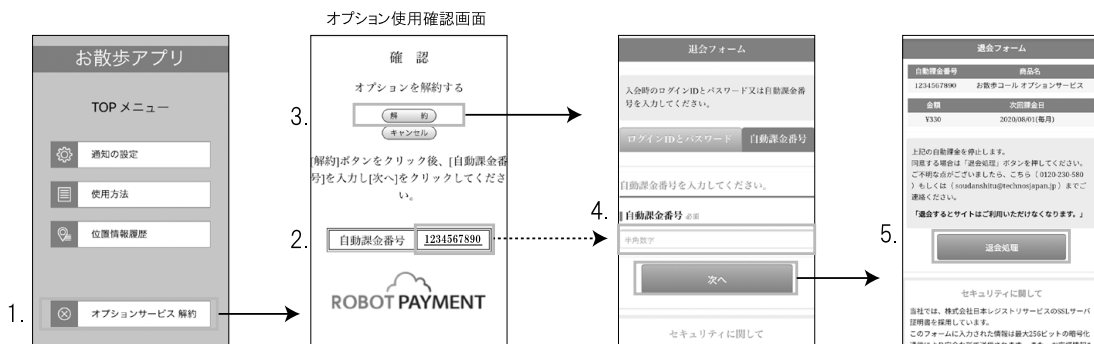 オプション使用確認画面
お散歩アプリ
TOP メニュー
通知の設定
使用方法
位置情報履歴
1.
オプションサービス 解約
確 認
オプションを解約する
3.
解 約
キャンセル
[解約]ボタンをクリック後、[自動課金番
号]を入力し[次へ]をクリックしてくださ
い。
2.
自動課金番号 1234567890
ROBOT PAYMENT
退会フォーム
入会時のログインIDとパスワード又は自動課金番
号を入力してください。
ログインIDとパスワード 自動課金番号
自動課金番号を入力してください。
4.
自動課金番号 必須
半角数字
次へ
セキュリティに関して
退会フォーム
自動課金番号 商品名
1234567890 お散歩コール オプションサービス
金額 次回課金日
¥330 2020/08/01(毎月)
上記の自動課金を停止します。
同意する場合は「退会処理」ボタンを押してください。
ご不明な点がございましたら、こちら（ 0120-230-580
）もしくは（ soudanshitu@technosjapan.jp ）までご
連絡ください。
「退会するとサイトはご利用いただけなくなります。」
5.
退会処理
セキュリティに関して
当社では、株式会社日本レジストリサービスのSSLサーバ
証明書を採用しています。
このフォームに入力された情報は最大256ビットの暗号化